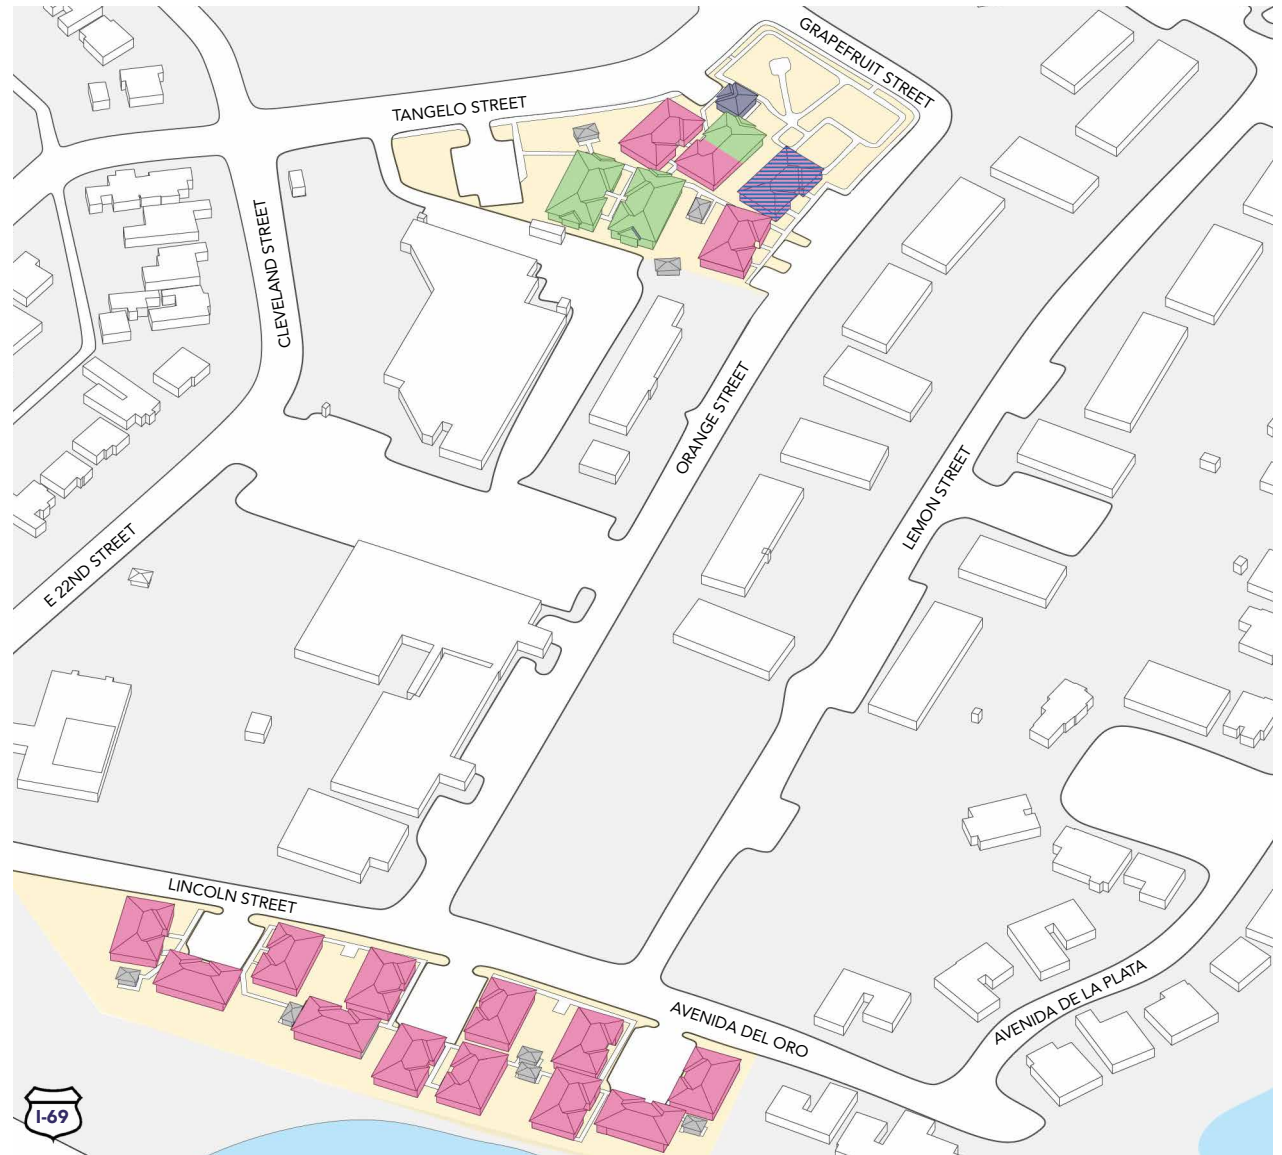 GRAPEFRUIT STREET
TANGELO STREET
CLEVELAND STREET
ORANGE STREET
LEMON STREET
E 22ND STREET
LINCOLN STREET
AVENIDA DEL ORO
AVENIDA DE LA PLATA
I-69